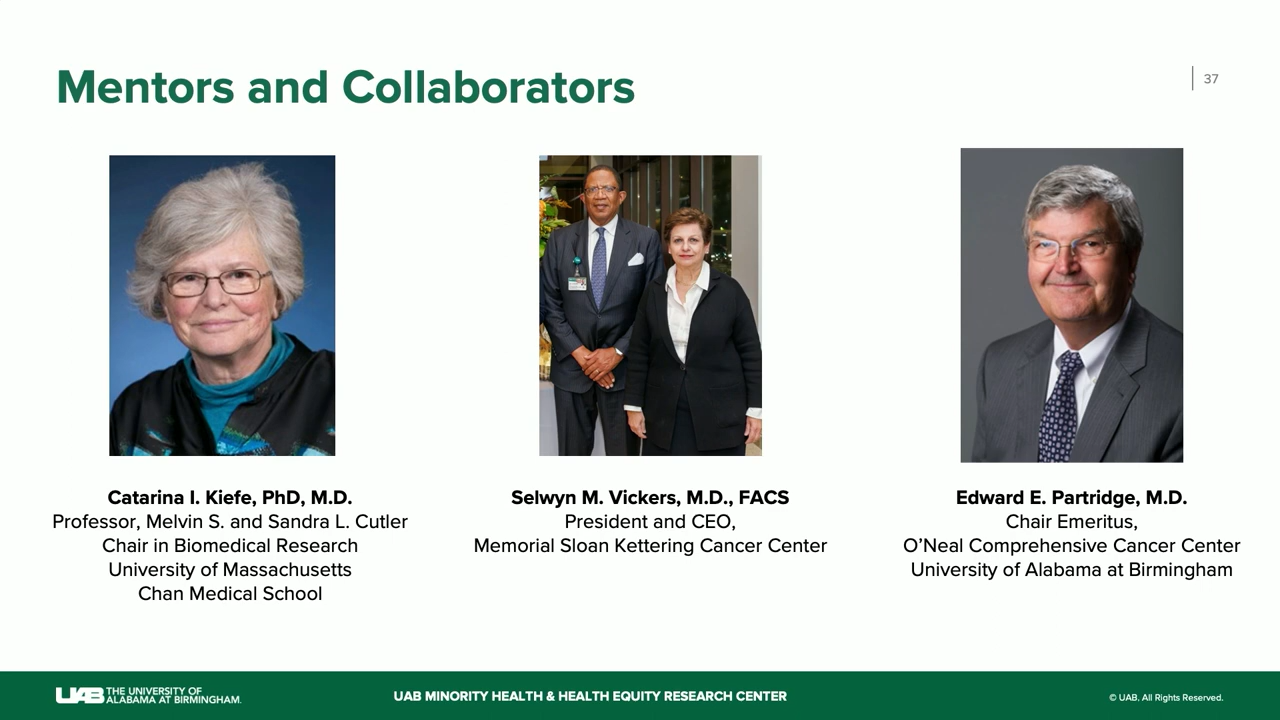 Mentors and Collaborators
37
Catarina I. Kiefe, PhD, M.D.
Professor, Melvin S. and Sandra L. Cutler
Chair in Biomedical Research
University of Massachusetts
Chan Medical School
Selwyn M. Vickers, M.D., FACS
President and CEO,
Memorial Sloan Kettering Cancer Center
Edward E. Partridge, M.D.
Chair Emeritus,
O’Neal Comprehensive Cancer Center
University of Alabama at Birmingham
UAB THE UNIVERSITY OF
ALABAMA AT BIRMINGHAM.
UAB MINORITY HEALTH & HEALTH EQUITY RESEARCH CENTER
© UAB. All Rights Reserved.